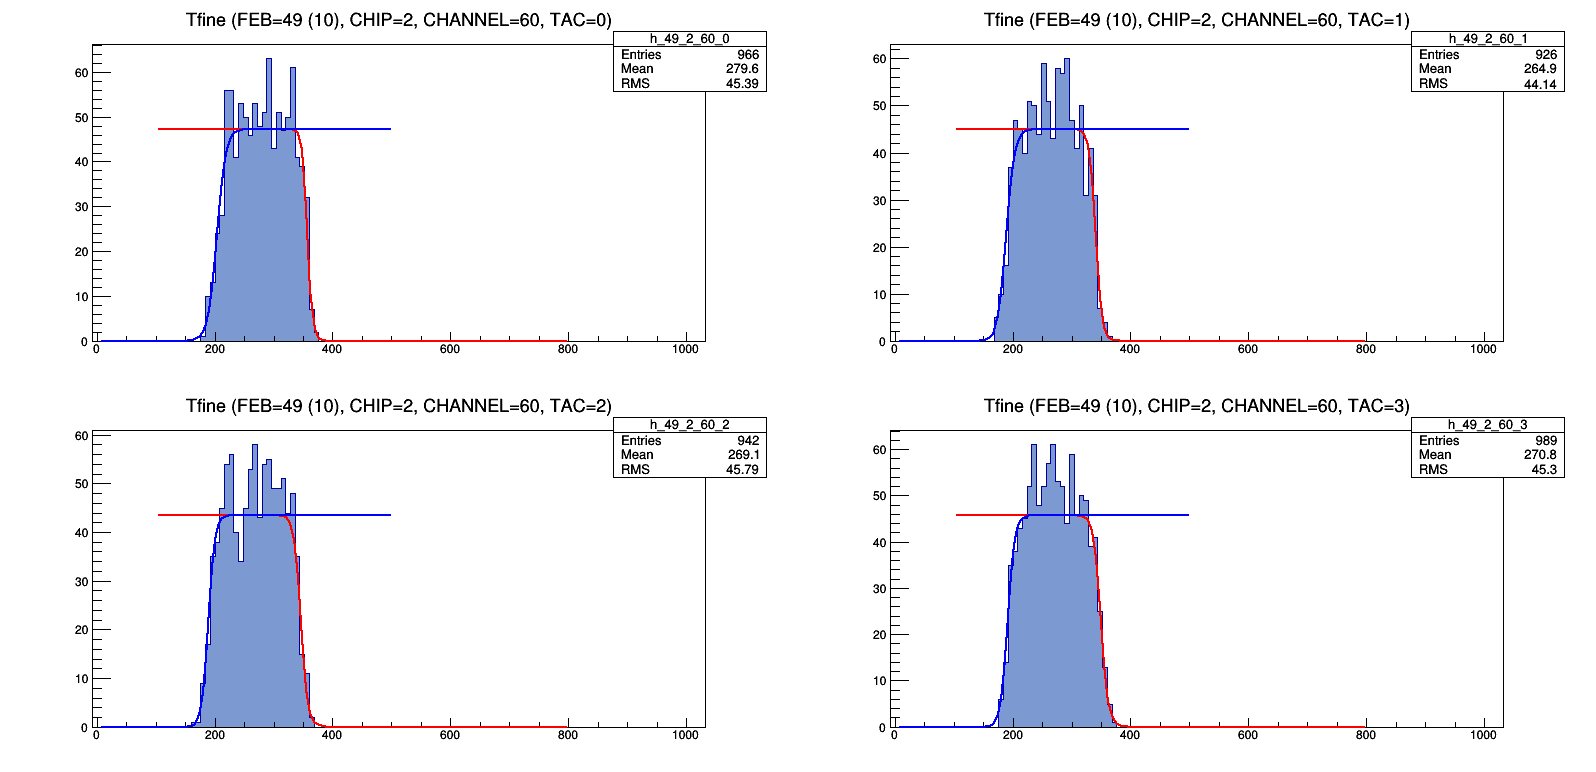 Tfine (FEB=49 (10), CHIP=2, CHANNEL=60, TAC=0)
h_49_2_60_0
Entries 966
Mean 279.6
RMS 45.39
60
50
40
30
20
10
0
0 200 400 600 800 1000
Tfine (FEB=49 (10), CHIP=2, CHANNEL=60, TAC=1)
h_49_2_60_1
Entries 926
Mean 264.9
RMS 44.14
60
50
40
30
20
10
0
0 200 400 600 800 1000
Tfine (FEB=49 (10), CHIP=2, CHANNEL=60, TAC=2)
h_49_2_60_2
Entries 942
Mean 269.1
RMS 45.79
60
50
40
30
20
10
0
0 200 400 600 800 1000
Tfine (FEB=49 (10), CHIP=2, CHANNEL=60, TAC=3)
h_49_2_60_3
Entries 989
Mean 270.8
RMS 45.3
60
50
40
30
20
10
0
0 200 400 600 800 1000